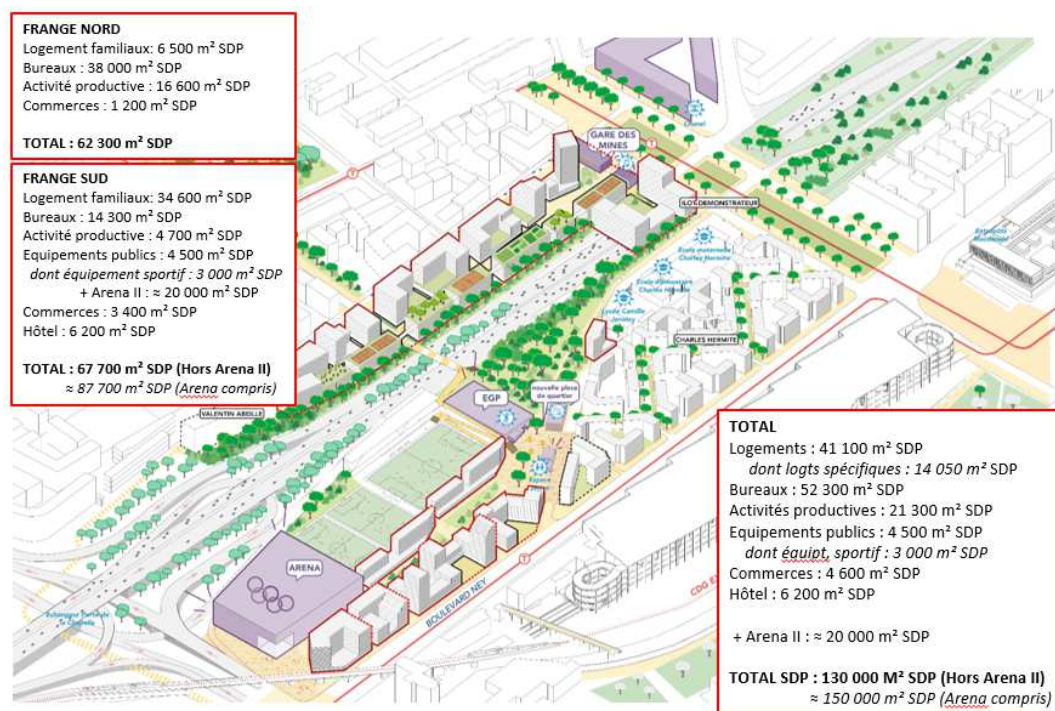 FRANGE NORD
Logement familiaux: 6 500 m² SDP
Bureaux : 38 000 m² SDP
Activité productive : 16 600 m² SDP
Commerces : 1 200 m² SDP
TOTAL : 62 300 m² SDP
FRANGE SUD
Logement familiaux: 34 600 m² SDP
Bureaux : 14 300 m² SDP
Activité productive : 4 700 m² SDP
Equipements publics : 4 500 m² SDP
dont équipement sportif : 3 000 m² SDP
+ Arena II : ≈ 20 000 m² SDP
Commerces : 3 400 m² SDP
Hôtel : 6 200 m² SDP
TOTAL : 67 700 m² SDP (Hors Arena II)
≈ 87 700 m² SDP (Arena compris)
Chanel
GARE DES
MINES
T
T
ILOT DEMONSTRATEUR
Ecole maternelle
Charles Hermite
Ecole élémentaire
Charles Hermite
Lycée Camille
Jenatzy
CHARLES HERMITE
VALENTIN ABEILLE
EGP
nouvelle place
de quartier
Espace
ARENA
BOULEVARD NEY
T
CDG EX
la Chapelle
TOTAL
Logements : 41 100 m² SDP
dont logts spécifiques : 14 050 m² SDP
Bureaux : 52 300 m² SDP
Activités productives : 21 300 m² SDP
Equipements publics : 4 500 m² SDP
dont équipt, sportif : 3 000 m² SDP
Commerces : 4 600 m² SDP
Hôtel : 6 200 m² SDP
+ Arena II : ≈ 20 000 m² SDP
TOTAL SDP : 130 000 M² SDP (Hors Arena II)
≈ 150 000 m² SDP (Arena compris)